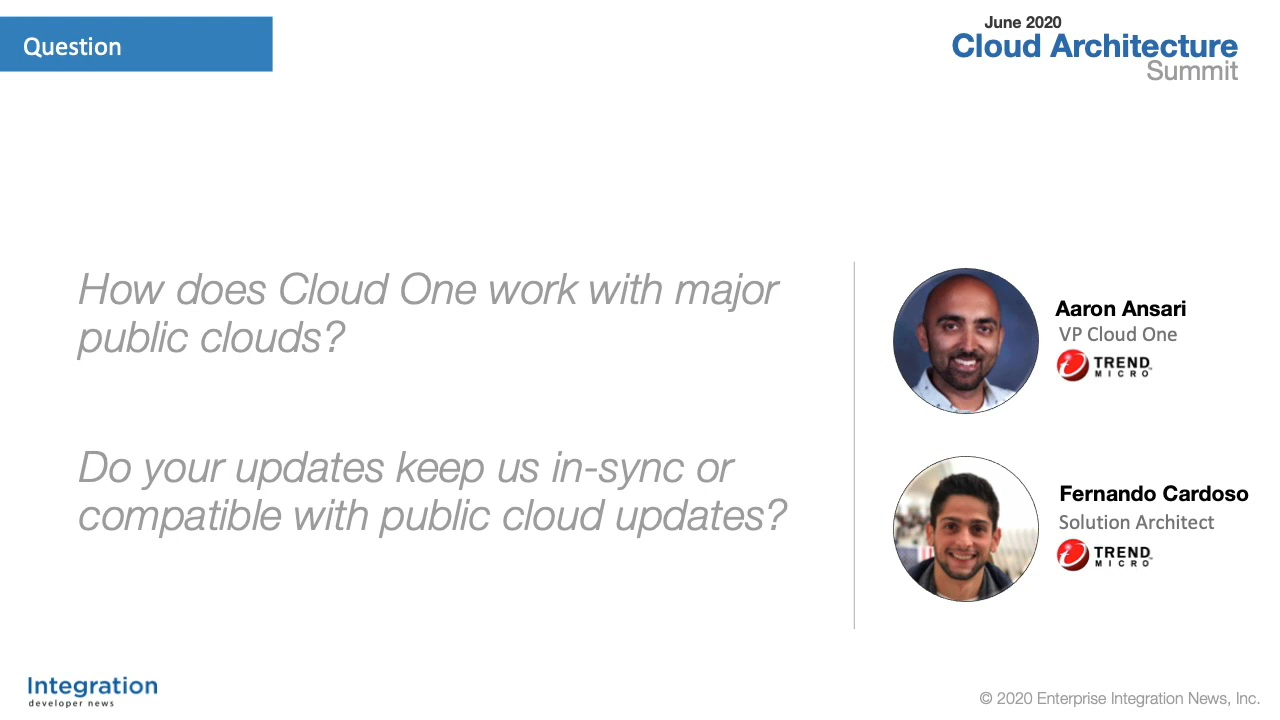 Question
June 2020
Cloud Architecture
Summit
How does Cloud One work with major
public clouds?
Do your updates keep us in-sync or
compatible with public cloud updates?
Aaron Ansari
VP Cloud One
TREND
MICRO
Fernando Cardoso
Solution Architect
TREND
MICRO
Integration
developer news
© 2020 Enterprise Integration News, Inc.